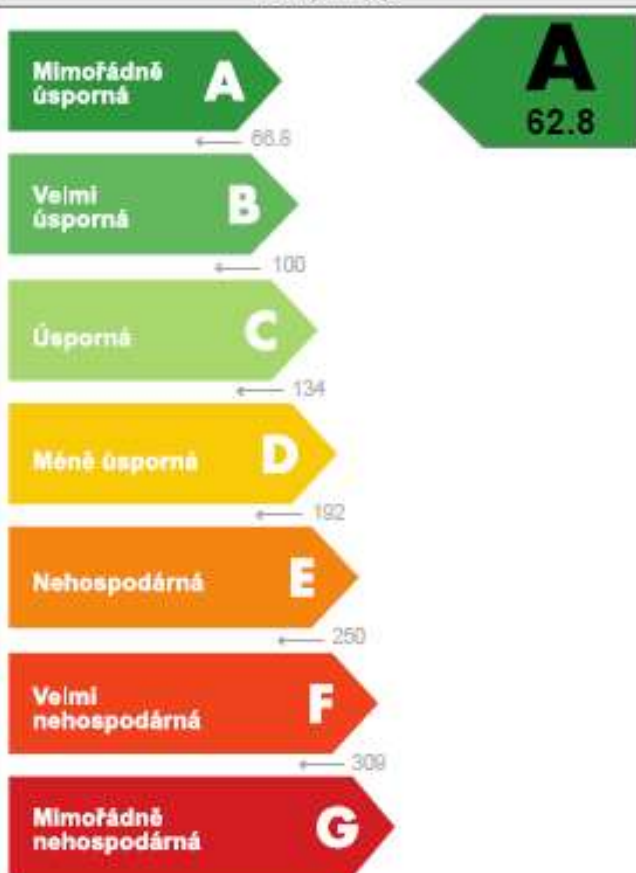 Mimořádně
úsporná
A
66.8
A
62.8
Velmi
úsporná
B
100
Úsporná
C
134
Méně úsporná
D
192
Nehospodárná
E
250
Velmi
nehospodárná
F
309
Mimořádně
nehospodárná
G